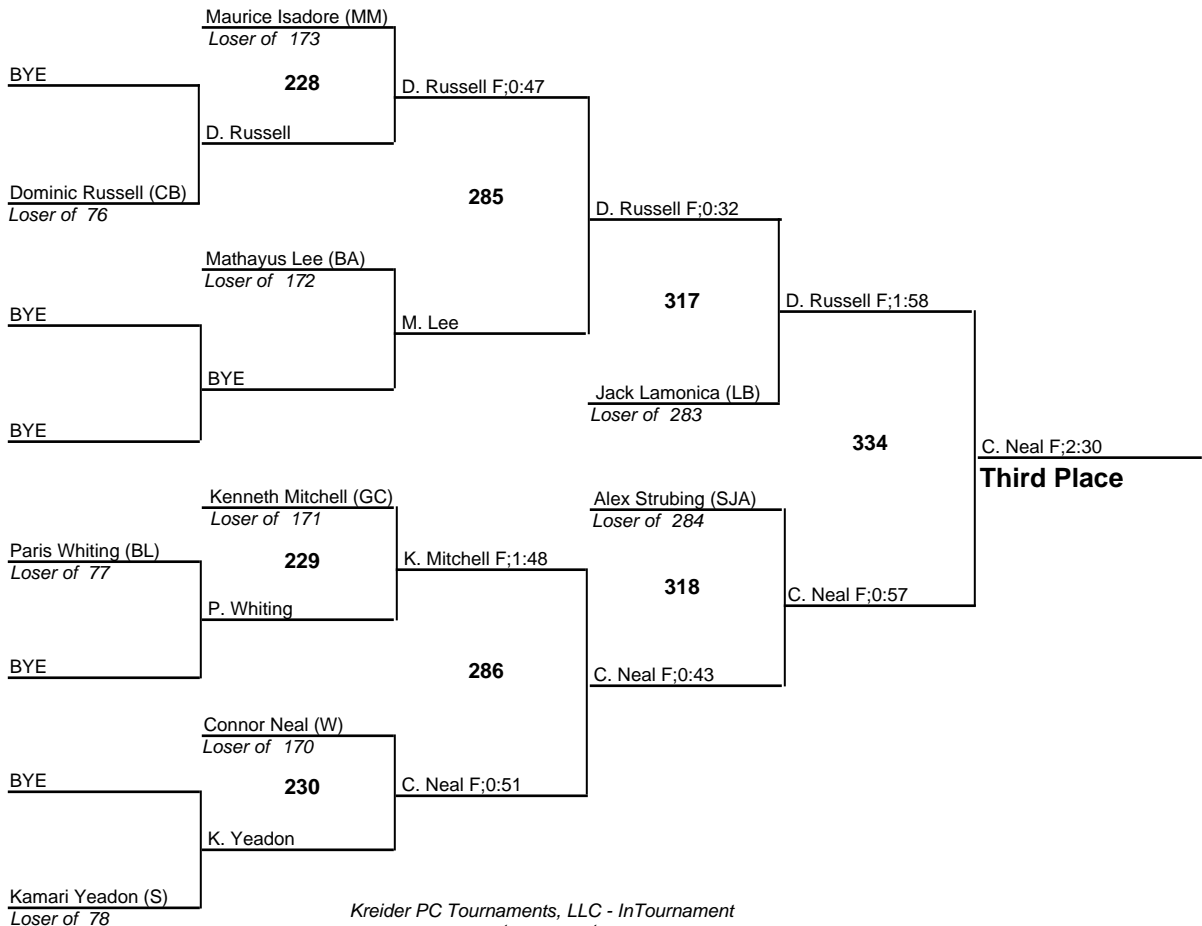 Maurice Isadore (MM)
Loser of 173
BYE
228
D. Russell F;0:47
D. Russell
Dominic Russell (CB)
Loser of 76
285
D. Russell F;0:32
Mathayus Lee (BA)
Loser of 172
317
D. Russell F;1:58
BYE
M. Lee
BYE
Jack Lamonica (LB)
Loser of 283
BYE
334
C. Neal F;2:30
Third Place
Kenneth Mitchell (GC)
Loser of 171
Alex Strubing (SJA)
Loser of 284
Paris Whiting (BL)
Loser of 77
229
K. Mitchell F;1:48
318
C. Neal F;0:57
P. Whiting
BYE
286
C. Neal F;0:43
Connor Neal (W)
Loser of 170
BYE
230
C. Neal F;0:51
K. Yeadon
Kamari Yeadon (S)
Loser of 78
Kreider PC Tournaments, LLC - InTournament